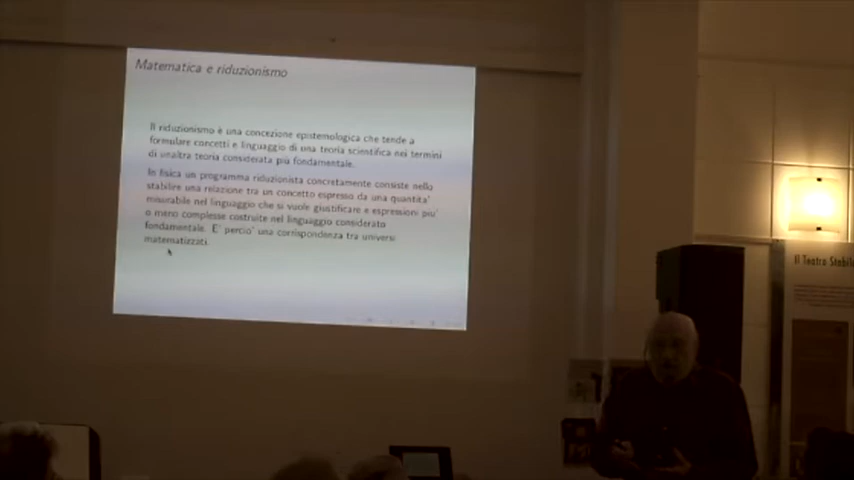 Matematica e riduzionismo
Il riduzionismo è una concezione epistemologica che tende a
formulare concetti e linguaggio di una teoria scientifica nei termini
di unaltra teoria considerata più fondamentale.
In fisica un programma riduzionista concretamente consiste nello
stabilire una relazione tra un concetto espresso da una quantita'
misurabile nel linguaggio che si vuole giustificare e espressioni piu'
o meno complesse costruite nel linguaggio considerato
fondamentale. E' percio' una corrispondenza tra universi
matematizzati.
Il Teatro Stabile